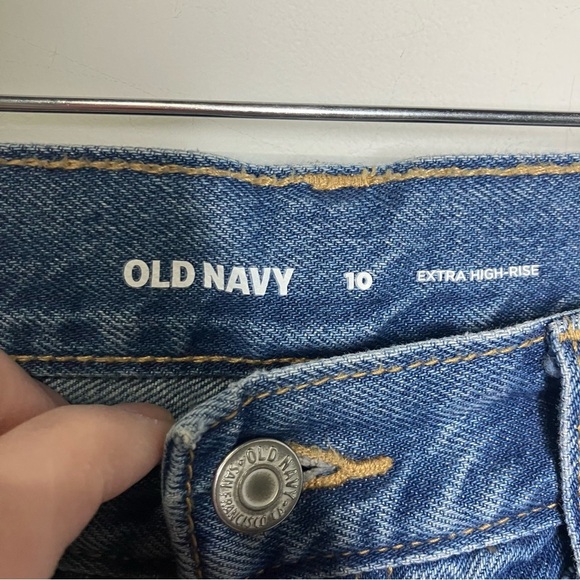 OLD NAVY 10 EXTRA HIGH-RISE
OLD NAVY